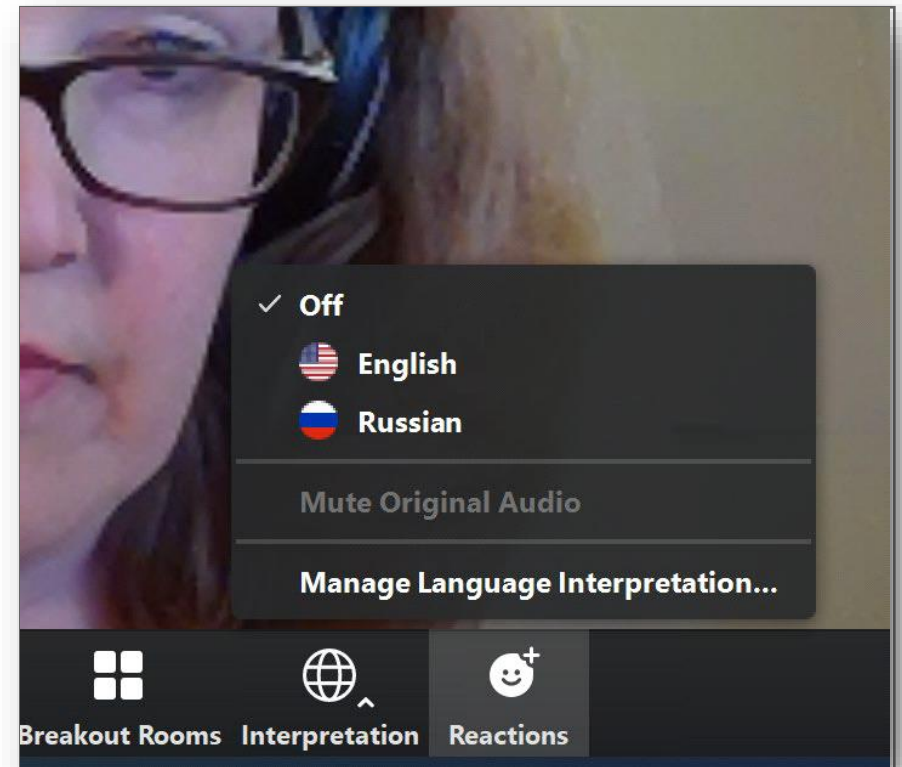 Off
English
Russian
Mute Original Audio
Manage Language Interpretation...
Breakout Rooms Interpretation Reactions